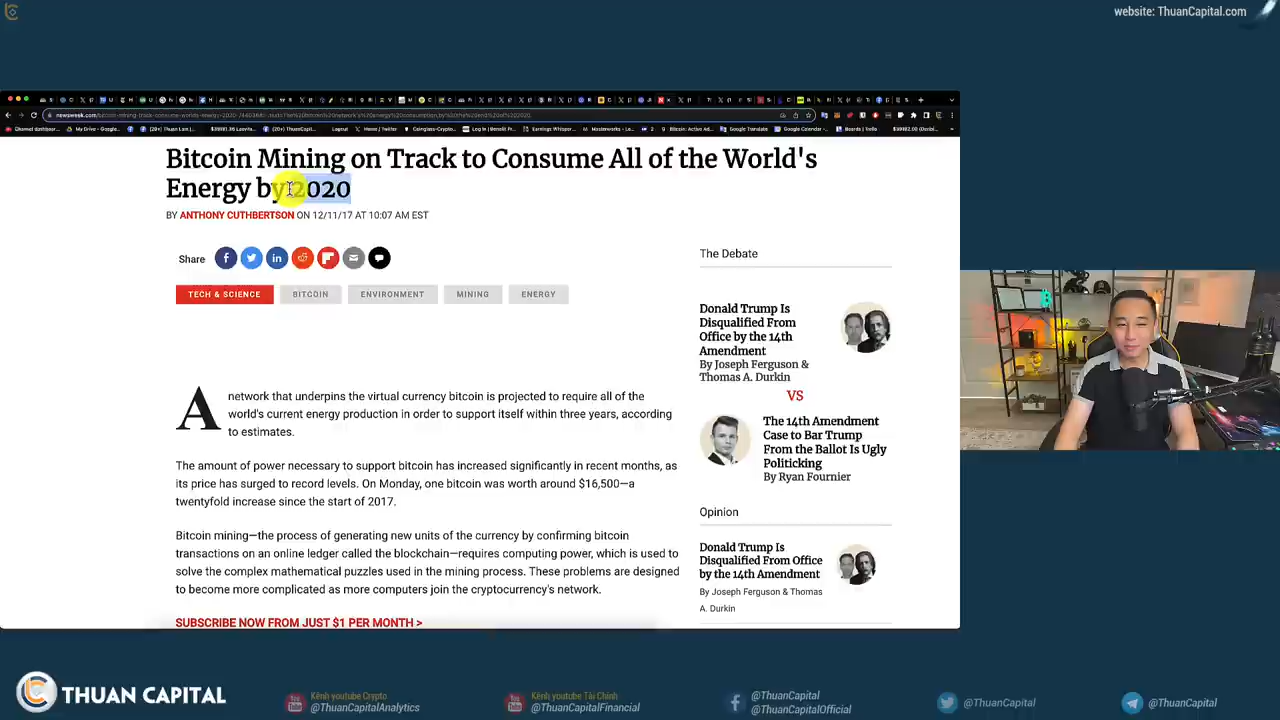 website: ThuanCapital.com
Bitcoin Mining on Track to Consume All of the World's
Energy by 2020
BY ANTHONY CUTHBERTSON ON 12/11/17 AT 10:07 AM EST
Share
TECH & SCIENCE
BITCOIN
ENVIRONMENT
MINING
ENERGY
A network that underpins the virtual currency bitcoin is projected to require all of the
world's current energy production in order to support itself within three years, according
to estimates.
The amount of power necessary to support bitcoin has increased significantly in recent months, as
its price has surged to record levels. On Monday, one bitcoin was worth around $16,500—a
twentyfold increase since the start of 2017.
Bitcoin mining—the process of generating new units of the currency by confirming bitcoin
transactions on an online ledger called the blockchain—requires computing power, which is used to
solve the complex mathematical puzzles used in the mining process. These problems are designed
to become more complicated as more computers join the cryptocurrency's network.
SUBSCRIBE NOW FROM JUST $1 PER MONTH >
The Debate
Donald Trump Is
Disqualified From
Office by the 14th
Amendment
By Joseph Ferguson &
Thomas A. Durkin
VS
The 14th Amendment
Case to Bar Trump
From the Ballot Is Ugly
Politicking
By Ryan Fournier
Opinion
Donald Trump Is
Disqualified From Office
by the 14th Amendment
By Joseph Ferguson & Thomas
A. Durkin
THUAN CAPITAL
Kênh youtube Crypto
@ThuanCapitalAnalytics
Kênh youtube Tài Chính
@ThuanCapitalFinancial
@ThuanCapital
@ThuanCapitalOfficial
@ThuanCapital
@ThuanCapital